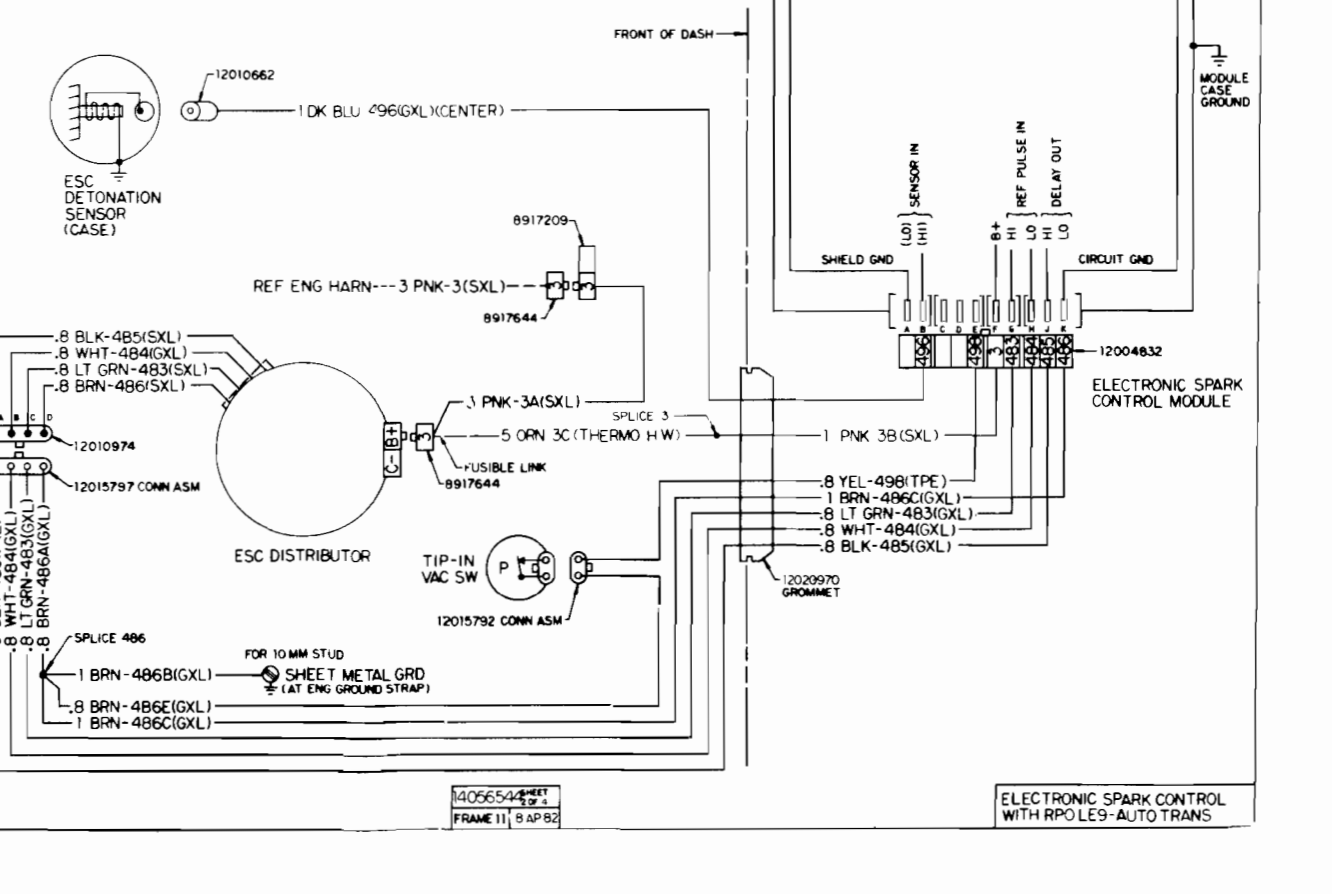 FRONT OF DASH
12010662
1 DK BLU 496(GXL)(CENTER)
MODULE
CASE
GROUND
ESC
DETONATION
SENSOR
(CASE)
SENSOR IN
REF PULSE IN
DELAY OUT
(LO)
(HI)
B+
HI
LO
HI
LO
8917209
SHIELD GND
CIRCUIT GND
REF ENG HARN---3 PNK-3(SXL)
3
3
8917644
A B C D E F G H J K
496
498
3
483
484
485
486
12004832
.8 BLK-485(SXL)
.8 WHT-484(GXL)
.8 LT GRN-483(SXL)
.8 BRN-486(SXL)
ELECTRONIC SPARK
CONTROL MODULE
3 PNK-3A(SXL)
SPLICE 3
A B C D
12010974
B+
C-
3
.5 ORN 3C(THERMO H W)
1 PNK 3B(SXL)
FUSIBLE LINK
8917644
12015797 CONN ASM
.8 YEL-498(TPE)
1 BRN-486C(GXL)
.8 LT GRN-483(GXL)
.8 WHT-484(GXL)
.8 BLK-485(GXL)
.8 WHT-484(GXL)
.8 LT GRN-483(GXL)
.8 BRN-486A(GXL)
ESC DISTRIBUTOR
TIP-IN
VAC SW
P
12020970
GROMMET
12015792 CONN ASM
SPLICE 486
FOR 10 MM STUD
1 BRN-486B(GXL)
SHEET METAL GRD
(AT ENG GROUND STRAP)
.8 BRN-486E(GXL)
1 BRN-486C(GXL)
14056544 SHEET
2 OF 4
FRAME 11 8 AP 82
ELECTRONIC SPARK CONTROL
WITH RPO LE9-AUTO TRANS